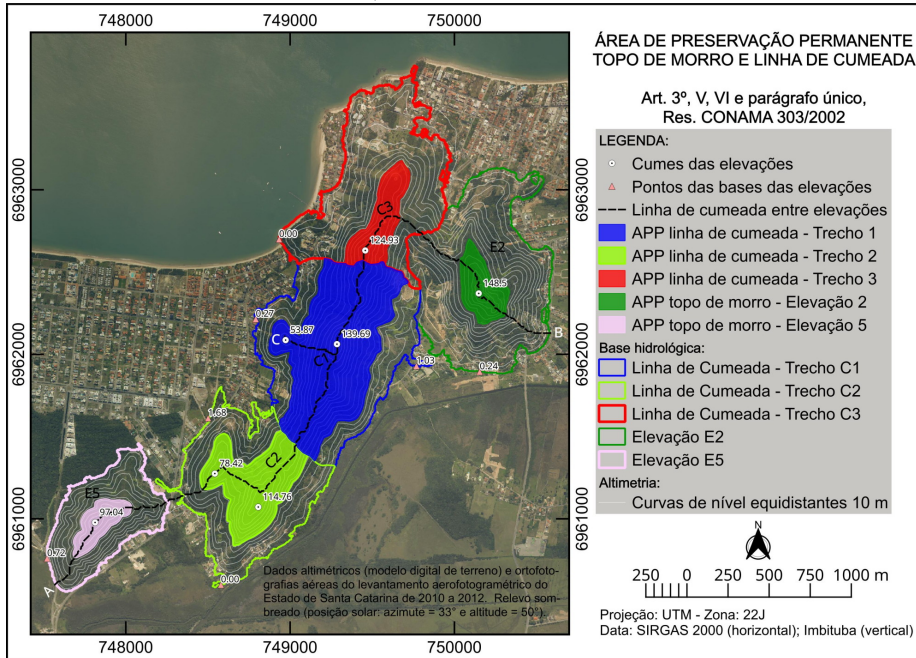 748000
749000
750000
6963000
6962000
6961000
6963000
6962000
6961000
0.00
C3
124.93
E2
148.5
0.27
53.87
C
139.69
C1
B
1.03
0.24
1.68
78.42
C2
114.76
E5
97.04
0.72
A
0.00
Dados altimétricos (modelo digital de terreno) e ortofoto-
grafias aéreas do levantamento aerofotogramétrico do
Estado de Santa Catarina de 2010 a 2012. Relevo som-
breado (posição solar: azimute = 33° e altitude = 50°).
748000
749000
750000
ÁREA DE PRESERVAÇÃO PERMANENTE
TOPO DE MORRO E LINHA DE CUMEADA
Art. 3º, V, VI e parágrafo único,
Res. CONAMA 303/2002
LEGENDA:
Cumes das elevações
Pontos das bases das elevações
Linha de cumeada entre elevações
APP linha de cumeada - Trecho 1
APP linha de cumeada - Trecho 2
APP linha de cumeada - Trecho 3
APP topo de morro - Elevação 2
APP topo de morro - Elevação 5
Base hidrológica:
Linha de Cumeada - Trecho C1
Linha de Cumeada - Trecho C2
Linha de Cumeada - Trecho C3
Elevação E2
Elevação E5
Altimetria:
Curvas de nível equidistantes 10 m
N
250 0 250 500 750 1000 m
Projeção: UTM - Zona: 22J
Data: SIRGAS 2000 (horizontal); Imbituba (vertical)